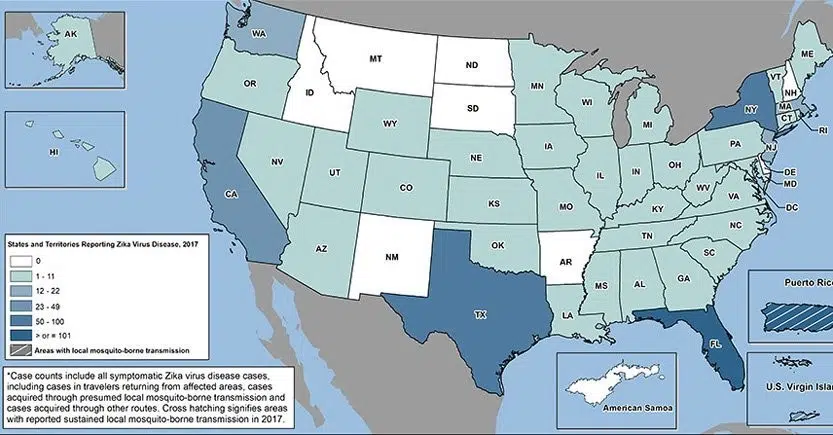 AK
HI
WA
OR
CA
ID
NV
MT
WY
UT
AZ
CO
NM
ND
SD
NE
KS
OK
TX
MN
IA
MO
AR
LA
WI
IL
MS
MI
IN
KY
TN
AL
OH
WV
GA
FL
SC
NC
VA
PA
NY
VT
NH
ME
MA
CT
RI
NJ
DE
MD
DC
States and Territories Reporting Zika Virus Disease, 2017
0
1 - 11
12 - 22
23 - 49
50 - 100
> or = 101
Areas with local mosquito-borne transmission
*Case counts include all symptomatic Zika virus disease cases,
including cases in travelers returning from affected areas, cases
acquired through presumed local mosquito-borne transmission and
cases acquired through other routes. Cross hatching signifies areas
with reported sustained local mosquito-borne transmission in 2017.
American Samoa
Puerto Ric
U.S. Virgin Isla